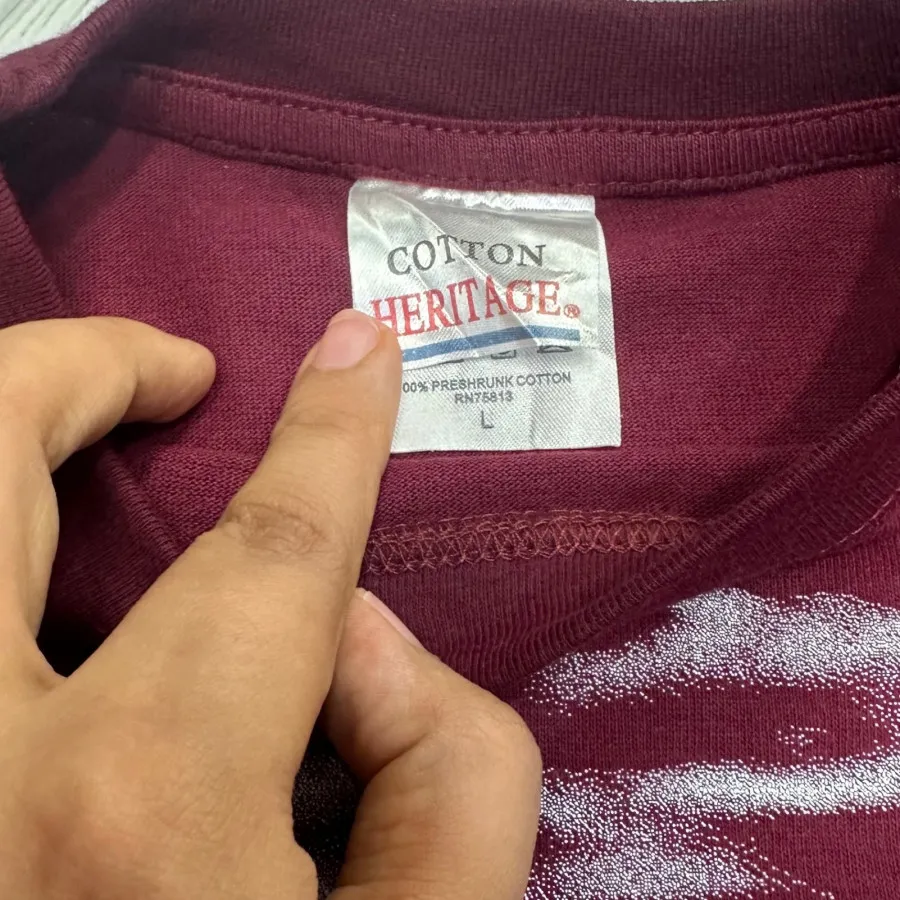 COTTON
HERITAGE®
00% PRESHRUNK COTTON
RN75813
L